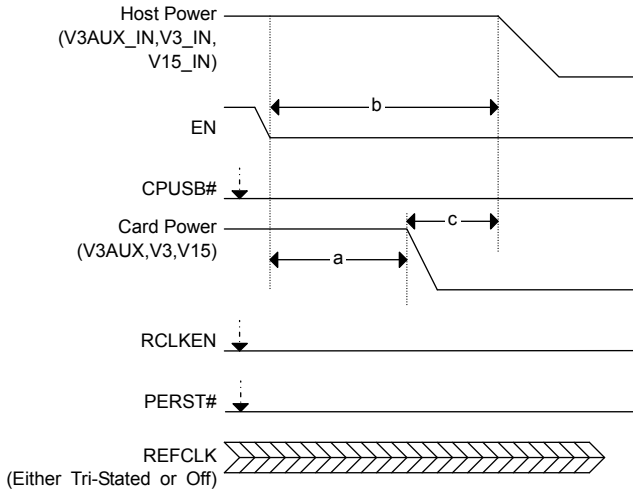 Host Power
(V3AUX_IN,V3_IN,
V15_IN)
b
EN
CPUSB#
c
Card Power
(V3AUX,V3,V15)
a
RCLKEN
PERST#
REFCLK
(Either Tri-Stated or Off)